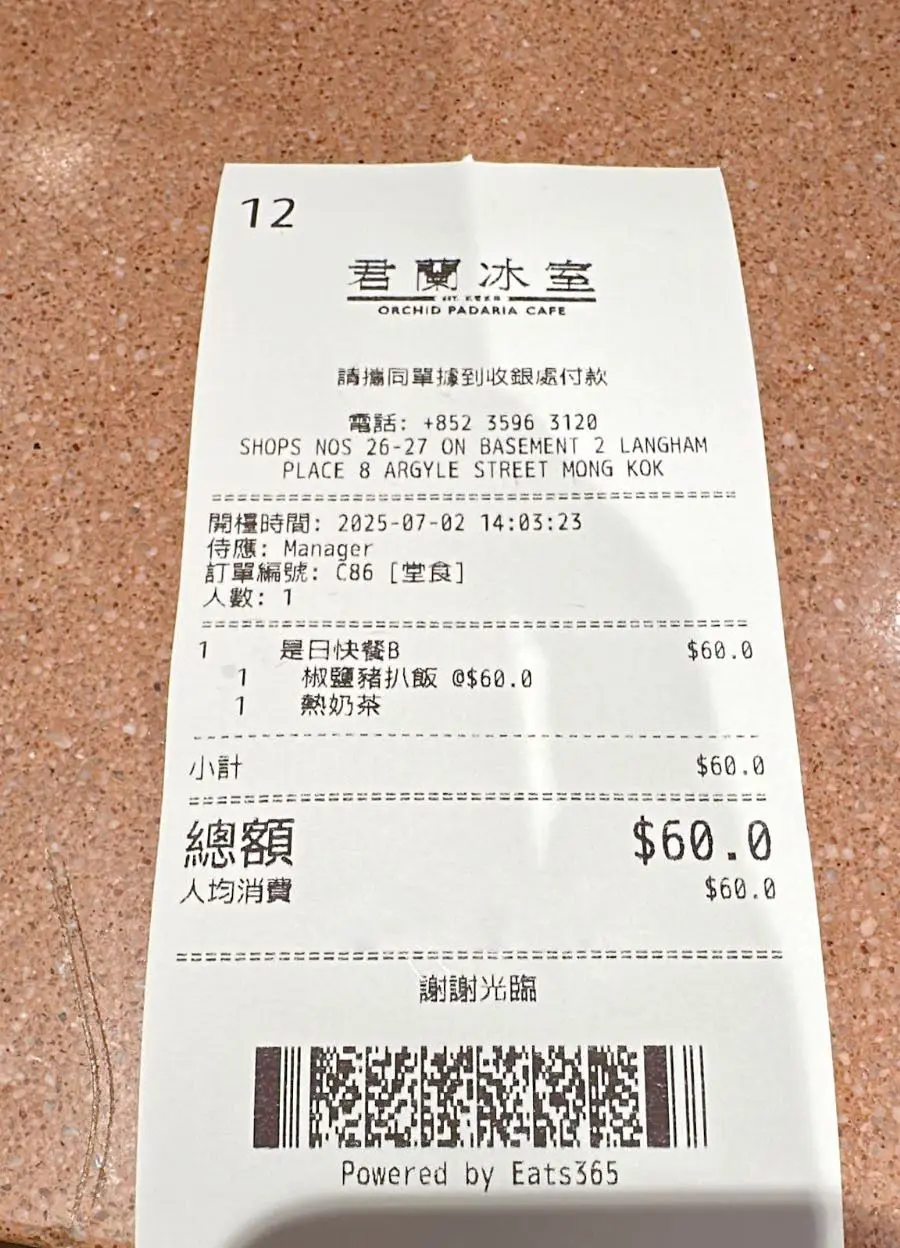 12
君蘭冰室
ORCHID PADARIA CAFE
請攜同單據到收銀處付款
電話: +852 3596 3120
SHOPS NOS 26-27 ON BASEMENT 2 LANGHAM
PLACE 8 ARGYLE STREET MONG KOK
開檯時間: 2025-07-02 14:03:23
侍應: Manager
訂單編號: C86 [堂食]
人數: 1
1 是日快餐B $60.0
1 椒鹽豬扒飯 @$60.0
1 熱奶茶
小計 $60.0
總額 $60.0
人均消費 $60.0
謝謝光臨
Powered by Eats365